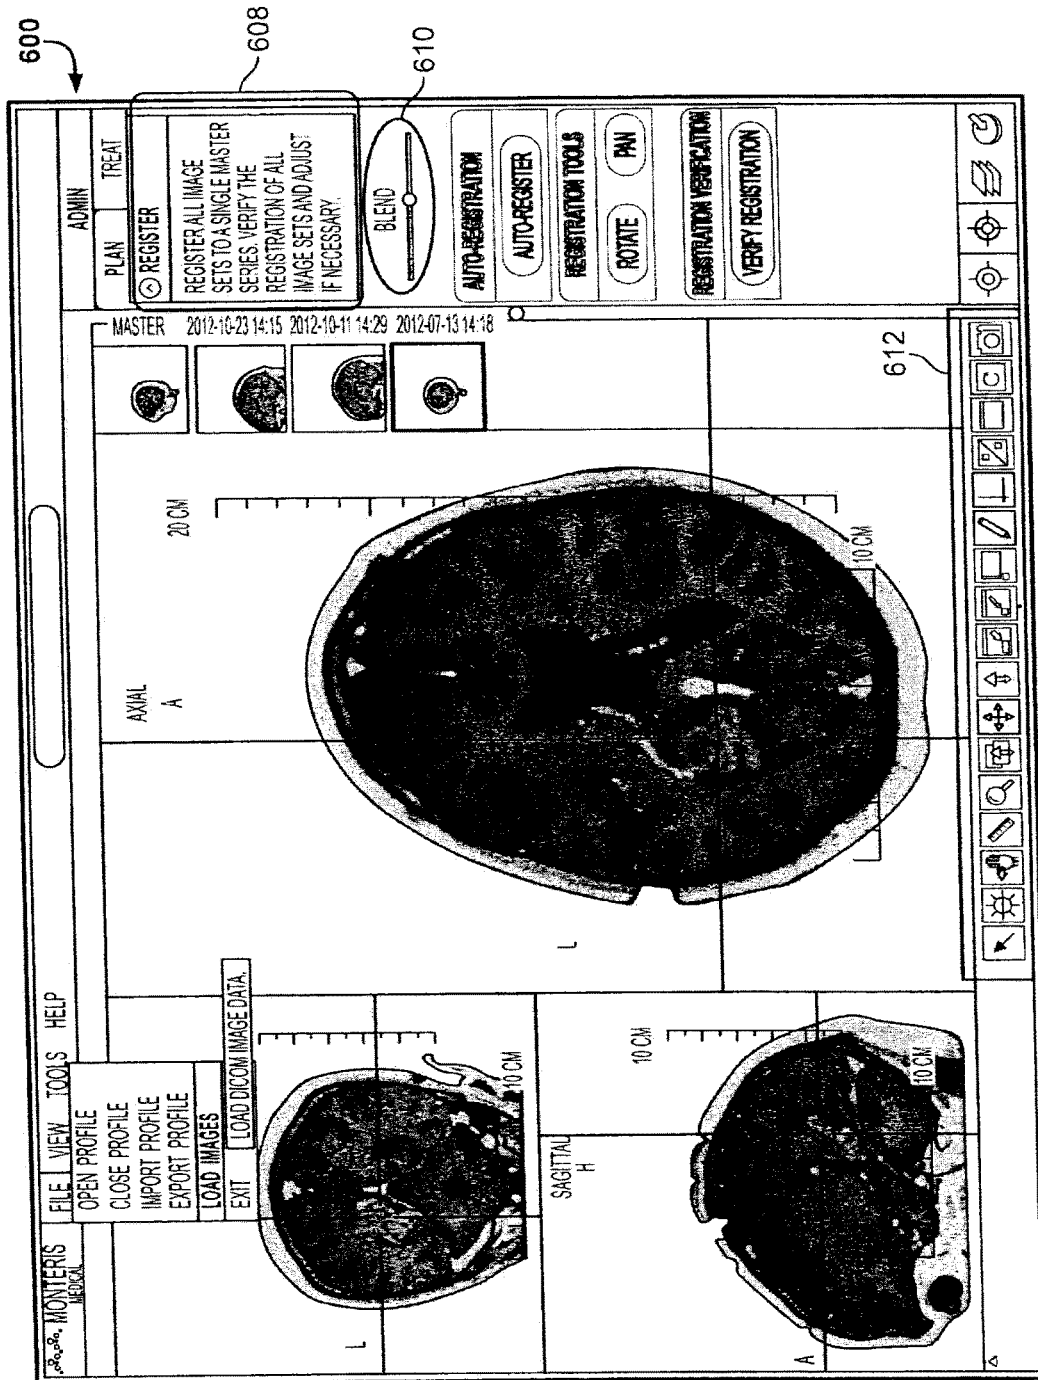 600
MONTERIS
MEDICAL
FILE VIEW TOOLS HELP
OPEN PROFILE
CLOSE PROFILE
IMPORT PROFILE
EXPORT PROFILE
LOAD IMAGES
EXIT
LOAD DICOM IMAGE DATA.
L
10 CM
SAGITTAL
H
10 CM
A
10 CM
AXIAL
A
20 CM
L
10 CM
MASTER
2012-10-23 14:15
2012-10-11 14:29
2012-07-13 14:18
ADMIN
PLAN
TREAT
REGISTER
REGISTER ALL IMAGE
SETS TO A SINGLE MASTER
SERIES. VERIFY THE
REGISTRATION OF ALL
IMAGE SETS AND ADJUST
IF NECESSARY.
608
BLEND
610
AUTO-REGISTRATION
AUTO-REGISTER
REGISTRATION TOOLS
ROTATE
PAN
REGISTRATION VERIFICATION
VERIFY REGISTRATION
612
C